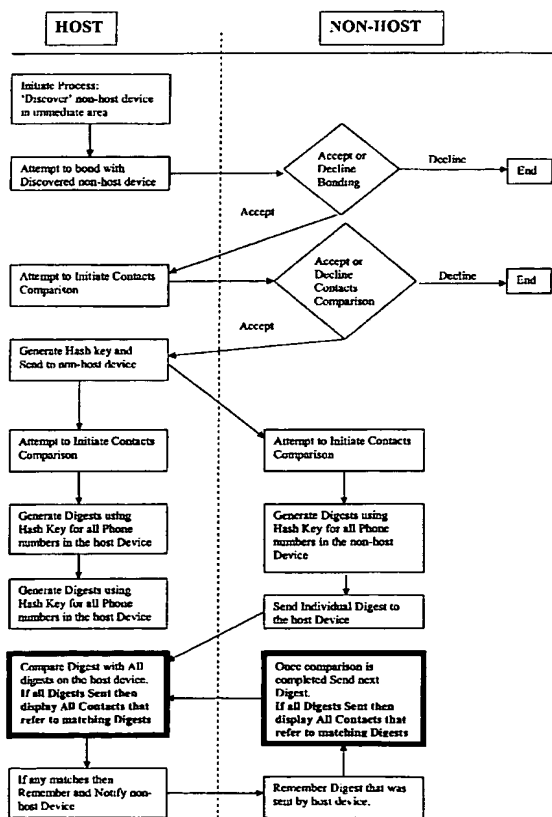 HOST
NON-HOST
Initiate Process:
'Discover' non-host device
in immediate area
Attempt to bond with
Discovered non-host device
Accept or
Decline
Bonding
Decline
End
Accept
Attempt to Initiate Contacts
Comparison
Accept or
Decline
Contacts
Comparison
Decline
End
Accept
Generate Hash key and
Send to non-host device
Attempt to Initiate Contacts
Comparison
Attempt to Initiate Contacts
Comparison
Generate Digests using
Hash Key for all Phone
numbers in the host Device
Generate Digests using
Hash Key for all Phone
numbers in the non-host
Device
Generate Digests using
Hash Key for all Phone
numbers in the host Device
Send Individual Digest to
the host Device
Compare Digest with All
digests on the host device.
If all Digests Sent then
display All Contacts that
refer to matching Digests
Once comparison is
completed Send next
Digest.
If all Digests Sent then
display All Contacts that
refer to matching Digests
If any matches then
Remember and Notify non-
host Device
Remember Digest that was
sent by host device.